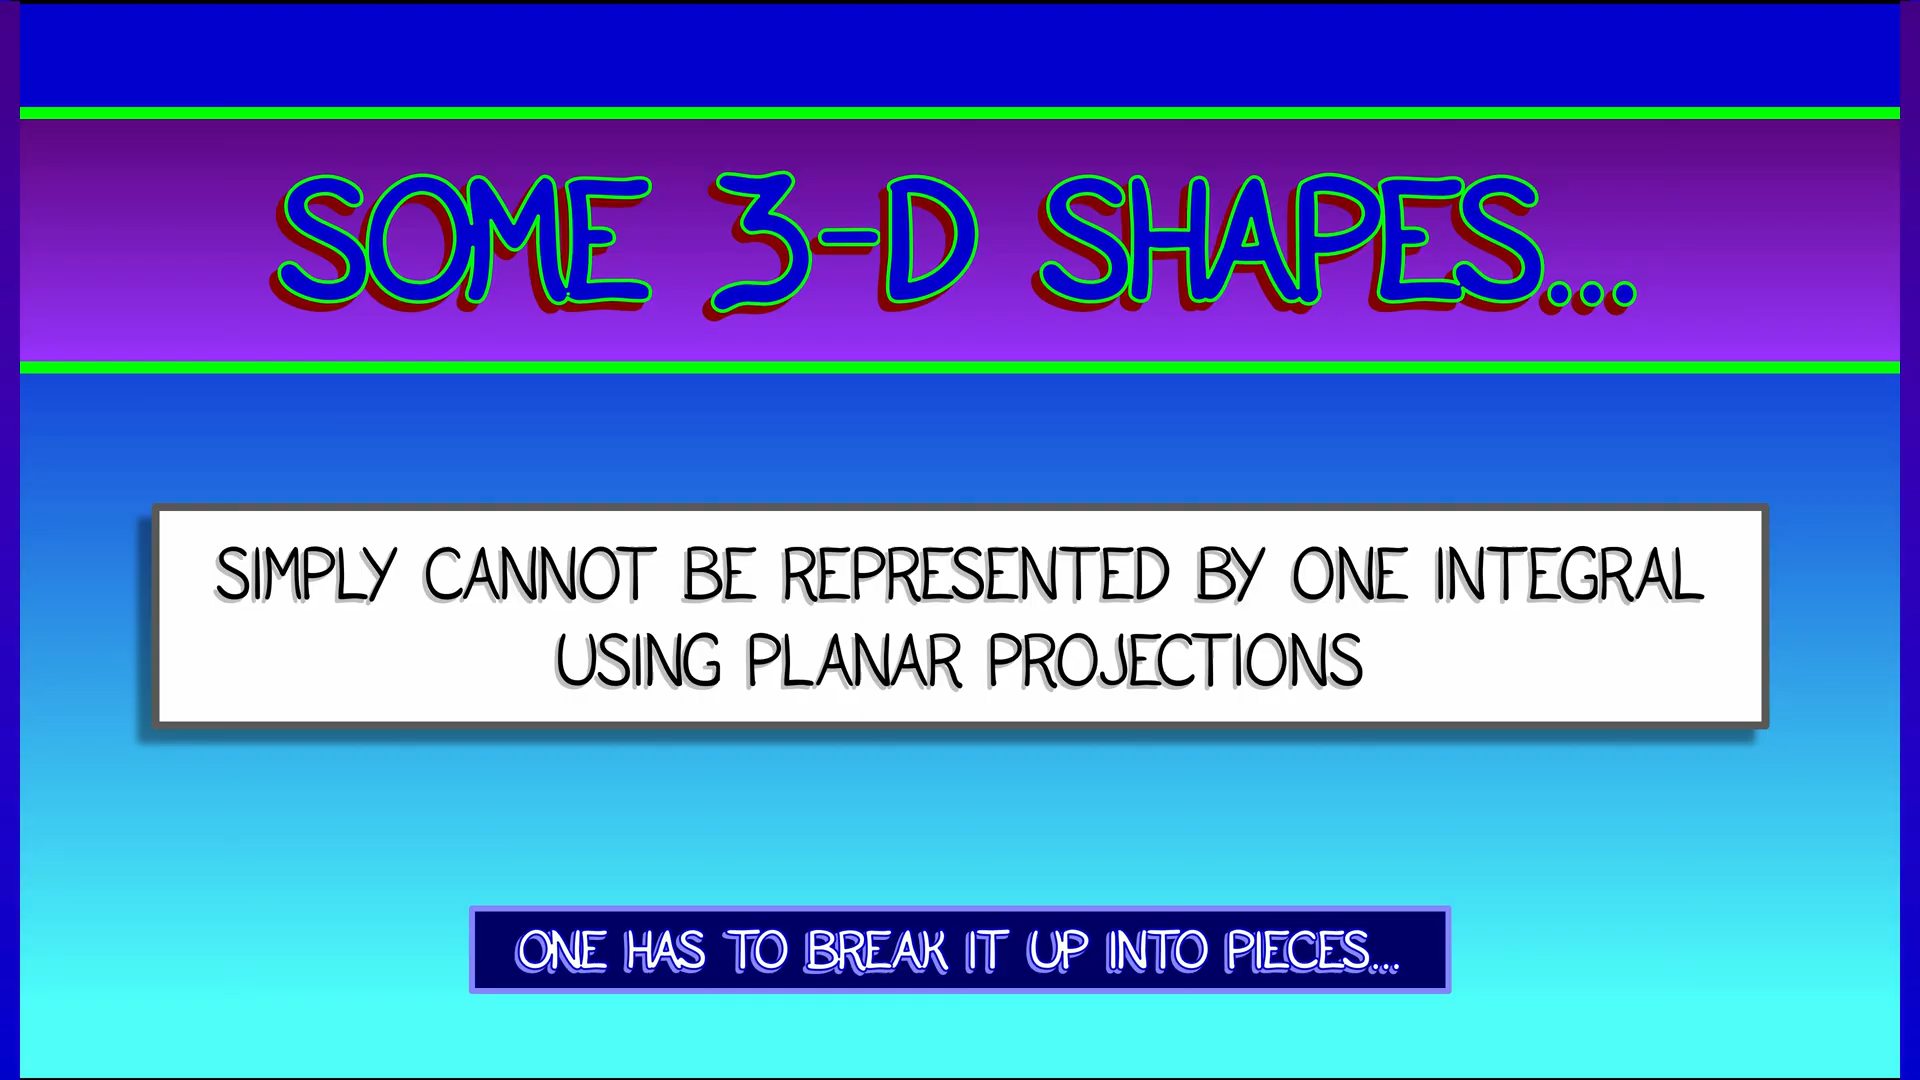 SOME 3-D SHAPES...
SIMPLY CANNOT BE REPRESENTED BY ONE INTEGRAL
USING PLANAR PROJECTIONS
ONE HAS TO BREAK IT UP INTO PIECES...